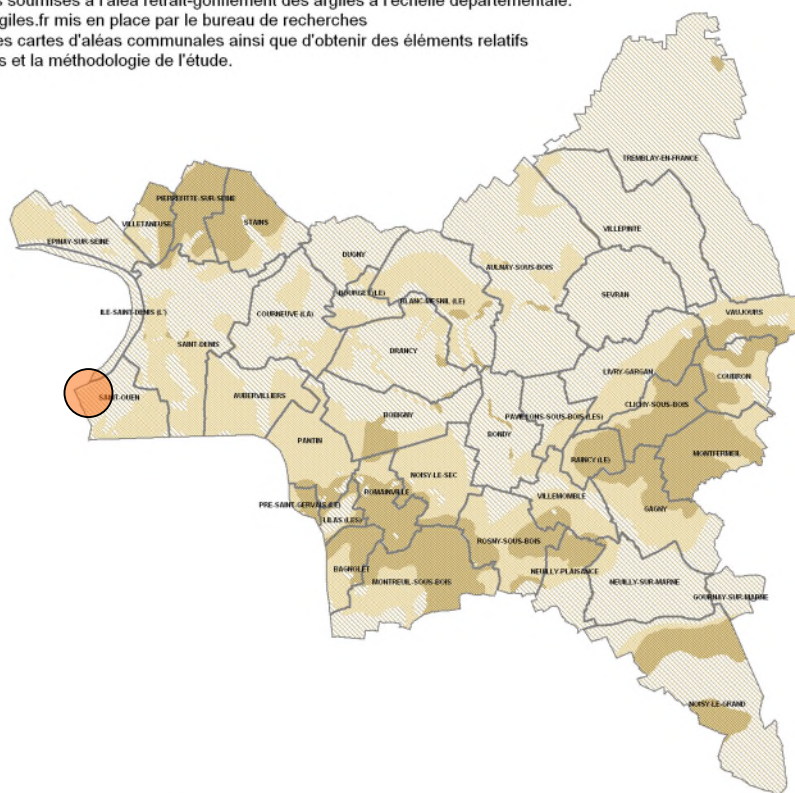 s soumises à l'aléa retrait-gonflement des argiles à l'échelle départementale.
giles.fr mis en place par le bureau de recherches
es cartes d'aléas communales ainsi que d'obtenir des éléments relatifs
s et la méthodologie de l'étude.
TREMBLAY-EN-FRANCE
PIERREFITTE-SUR-SEINE
VILLETANEUSE
STAINS
VILLEPINTE
EPINAY-SUR-SEINE
DUGNY
AULNAY-SOUS-BOIS
BOURGET (LE)
SEVRAN
BLANC-MESNIL (LE)
ILE-SAINT-DENIS (L')
COURNEUVE (LA)
VAUJOURS
SAINT-DENIS
DRANCY
LIVRY-GARGAN
COUBRON
SAINT-OUEN
AUBERVILLIERS
CLICHY-SOUS-BOIS
BOBIGNY
PAVILLONS-SOUS-BOIS (LES)
BONDY
PANTIN
MONTFERMEIL
RAINCY (LE)
NOISY-LE-SEC
ROMAINVILLE
VILLEMOMBLE
PRE-SAINT-GERVAIS (LE)
GAGNY
LILAS (LES)
ROSNY-SOUS-BOIS
BAGNOLET
NEUILLY-PLAISANCE
MONTREUIL-SOUS-BOIS
NEUILLY-SUR-MARNE
GOURNAY-SUR-MARNE
NOISY-LE-GRAND